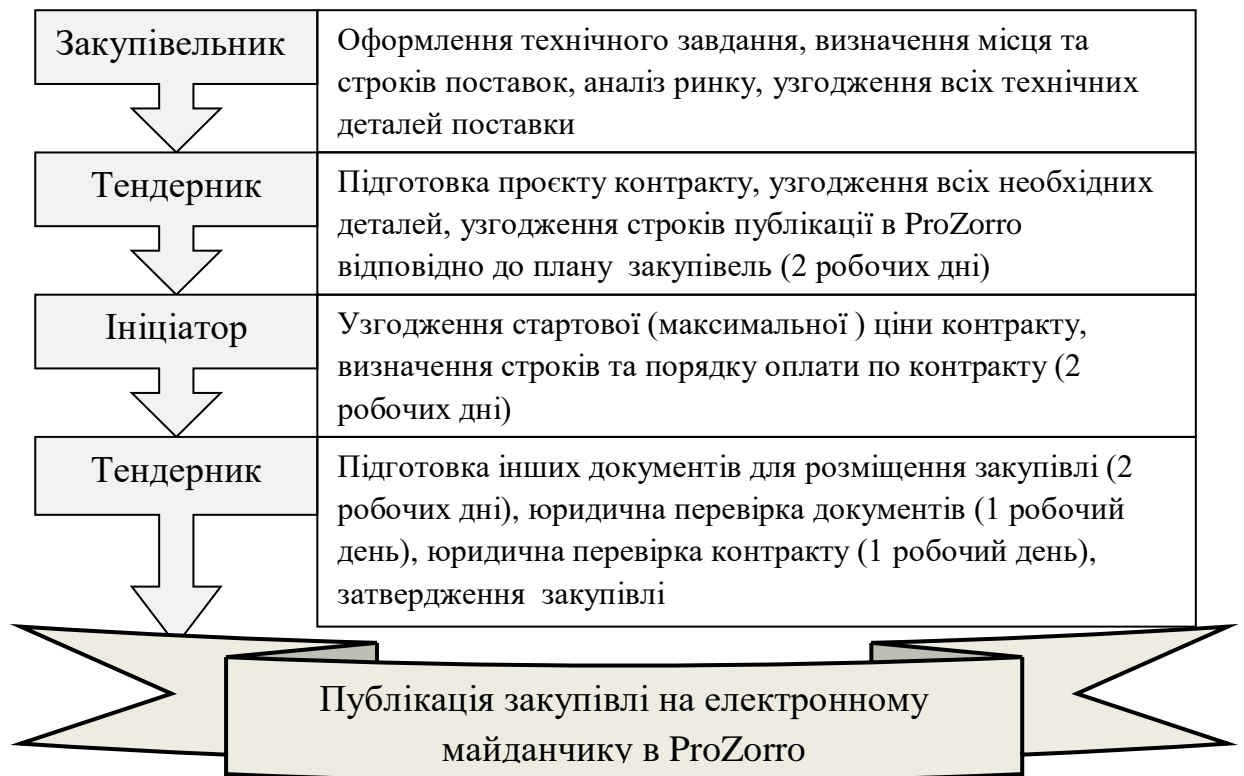 Закупівельник
Оформлення технічного завдання, визначення місця та
строків поставок, аналіз ринку, узгодження всіх технічних
деталей поставки
Тендерник
Підготовка проєкту контракту, узгодження всіх необхідних
деталей, узгодження строків публікації в ProZorro
відповідно до плану закупівель (2 робочих дні)
Ініціатор
Узгодження стартової (максимальної ) ціни контракту,
визначення строків та порядку оплати по контракту (2
робочих дні)
Тендерник
Підготовка інших документів для розміщення закупівлі (2
робочих дні), юридична перевірка документів (1 робочий
день), юридична перевірка контракту (1 робочий день),
затвердження закупівлі
Публікація закупівлі на електронному
майданчику в ProZorro